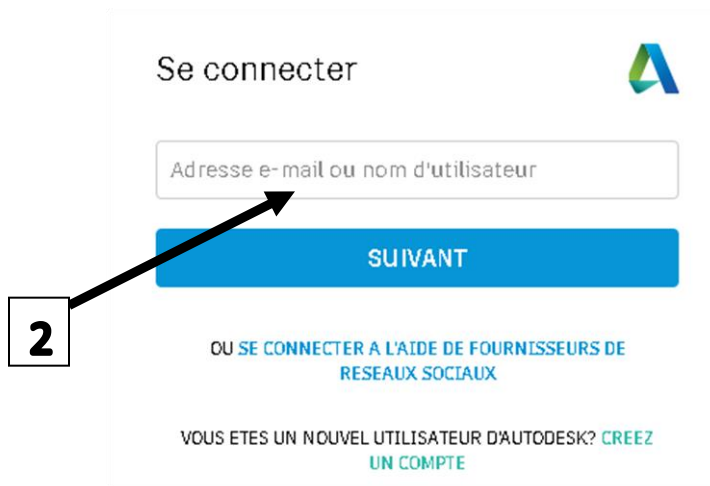 Se connecter
Adresse e-mail ou nom d'utilisateur
SUIVANT
2
OU SE CONNECTER A L'AIDE DE FOURNISSEURS DE
RESEAUX SOCIAUX
VOUS ETES UN NOUVEL UTILISATEUR D'AUTODESK? CREEZ
UN COMPTE